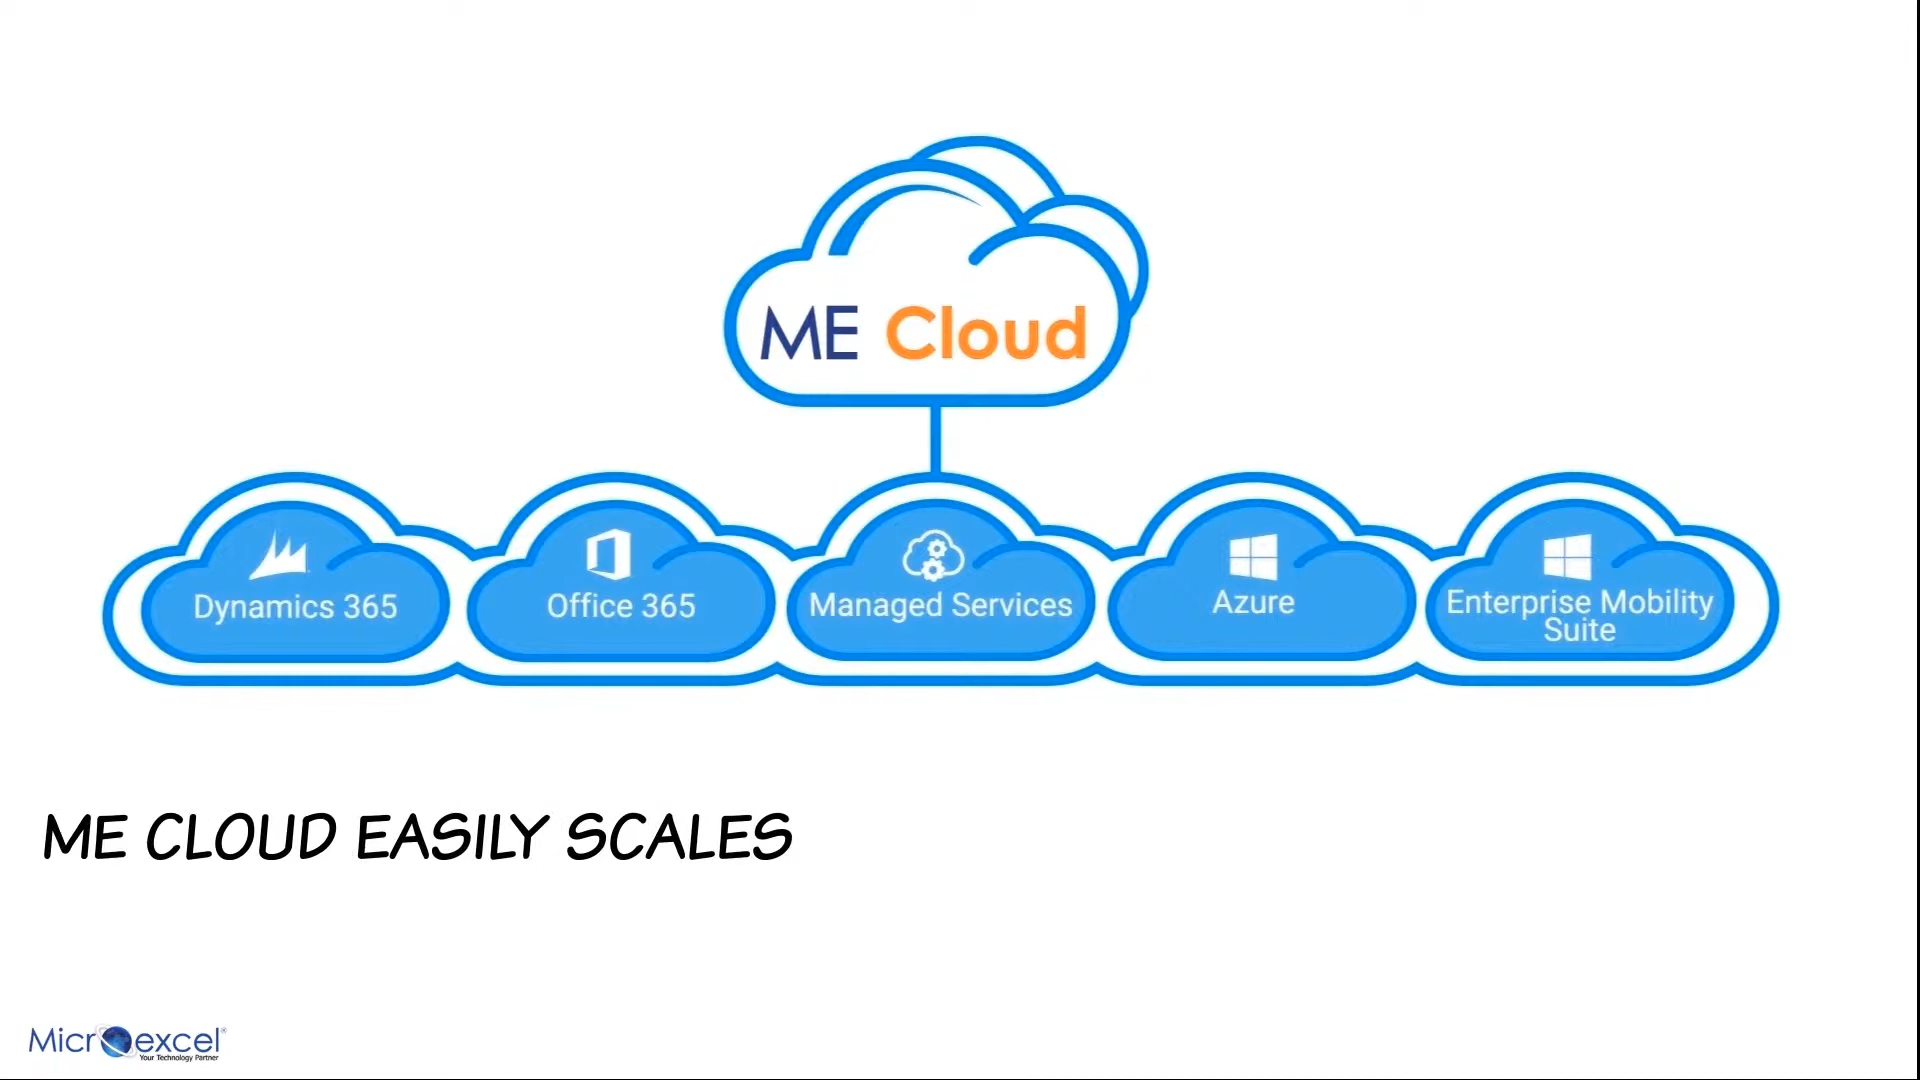 ME Cloud
Dynamics 365
Office 365
Managed Services
Azure
Enterprise Mobility
Suite
ME CLOUD EASILY SCALES
Microexcel®
Your Technology Partner